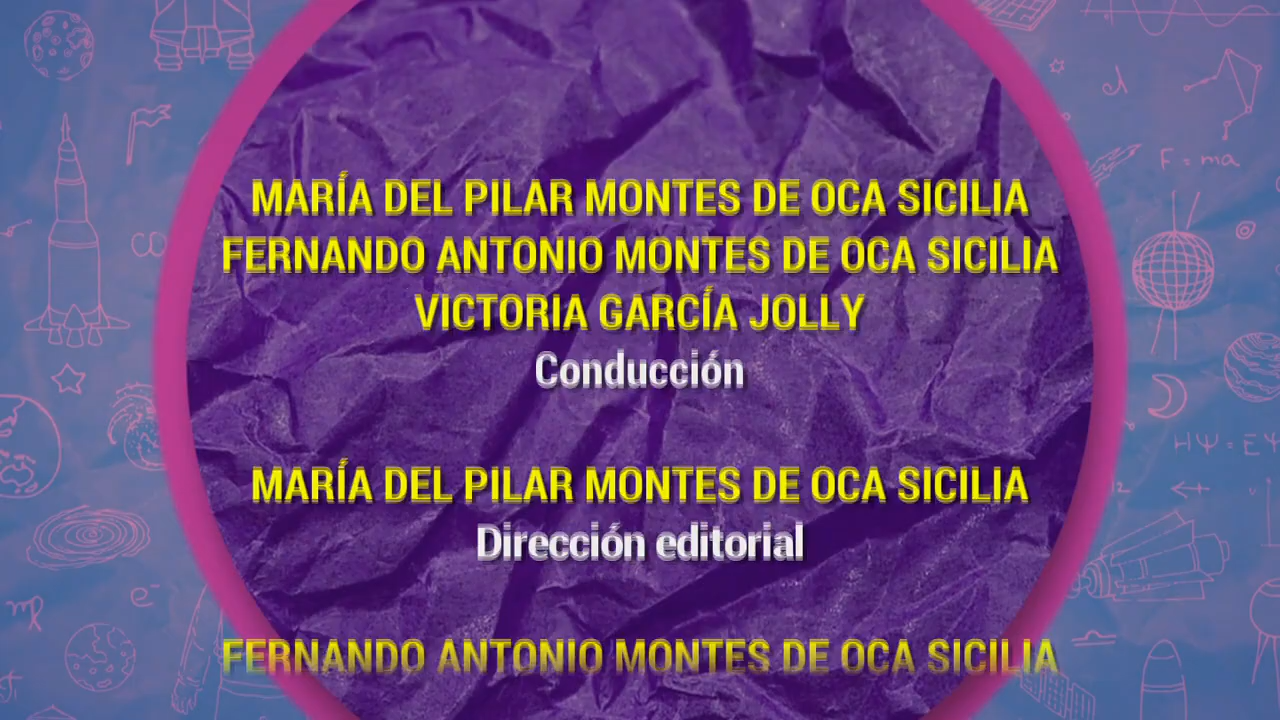 MARÍA DEL PILAR MONTES DE OCA SICILIA
FERNANDO ANTONIO MONTES DE OCA SICILIA
VICTORIA GARCÍA JOLLY
Conducción
MARÍA DEL PILAR MONTES DE OCA SICILIA
Dirección editorial
FERNANDO ANTONIO MONTES DE OCA SICILIA
F = ma